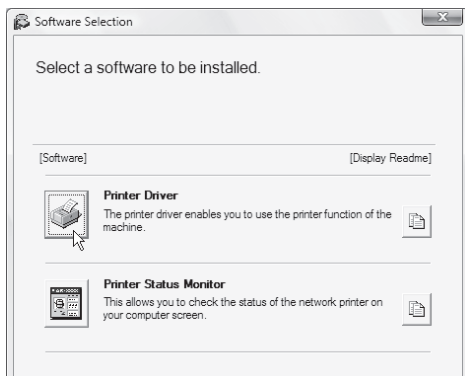 Software Selection
Select a software to be installed.
[Software] [Display Readme]
Printer Driver
The printer driver enables you to use the printer function of the
machine.
Printer Status Monitor
This allows you to check the status of the network printer on
your computer screen.